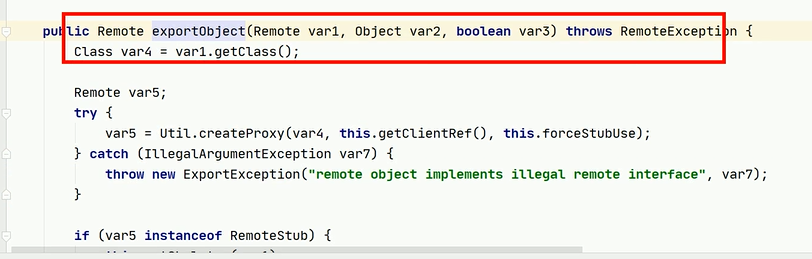 public Remote exportObject(Remote var1, Object var2, boolean var3) throws RemoteException {
Class var4 = var1.getClass();
Remote var5;
try {
var5 = Util.createProxy(var4, this.getClientRef(), this.forceStubUse);
} catch (IllegalArgumentException var7) {
throw new ExportException("remote object implements illegal remote interface", var7);
}
if (var5 instanceof RemoteStub) {